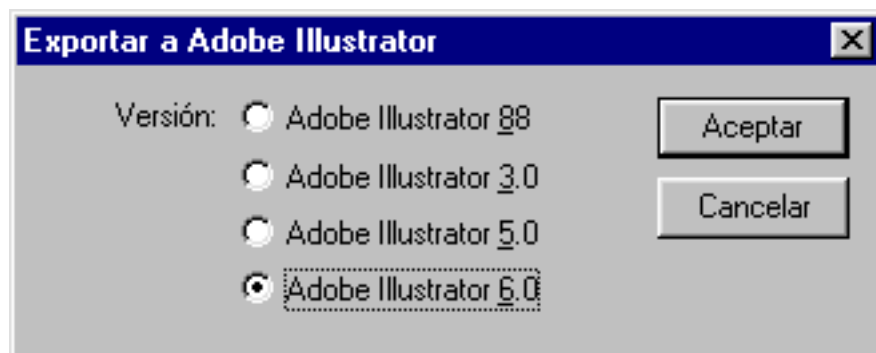 Exportar a Adobe Illustrator
Versión: Adobe Illustrator 88
Adobe Illustrator 3.0
Adobe Illustrator 5.0
Adobe Illustrator 6.0
Aceptar
Cancelar